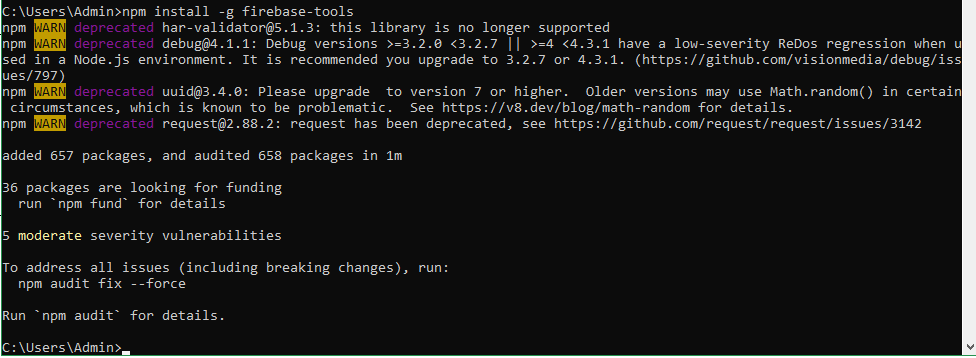 C:\Users\Admin>npm install -g firebase-tools
npm WARN deprecated har-validator@5.1.3: this library is no longer supported
npm WARN deprecated debug@4.1.1: Debug versions >=3.2.0 <3.2.7 || >=4 <4.3.1 have a low-severity ReDos regression when u
sed in a Node.js environment. It is recommended you upgrade to 3.2.7 or 4.3.1. (https://github.com/visionmedia/debug/iss
ues/797)
npm WARN deprecated uuid@3.4.0: Please upgrade  to version 7 or higher.  Older versions may use Math.random() in certain
 circumstances, which is known to be problematic.  See https://v8.dev/blog/math-random for details.
npm WARN deprecated request@2.88.2: request has been deprecated, see https://github.com/request/request/issues/3142
added 657 packages, and audited 658 packages in 1m
36 packages are looking for funding
  run `npm fund` for details
5 moderate severity vulnerabilities
To address all issues (including breaking changes), run:
  npm audit fix --force
Run `npm audit` for details.
C:\Users\Admin>